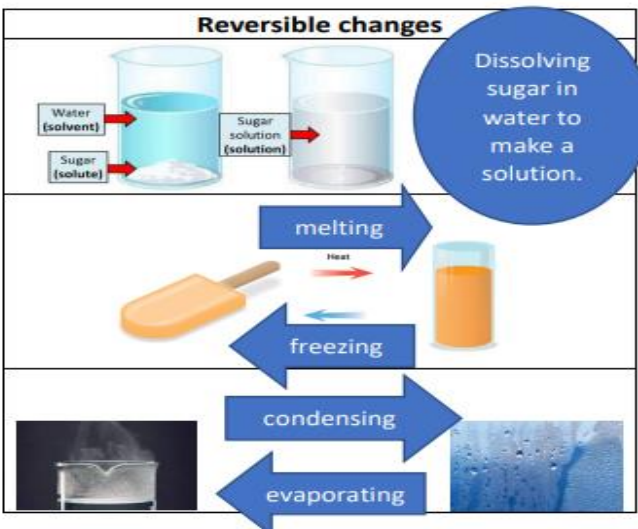 Reversible changes
Water
(solvent)
Sugar
(solute)
Sugar
solution
(solution)
Dissolving
sugar in
water to
make a
solution.
melting
Heat
freezing
condensing
evaporating